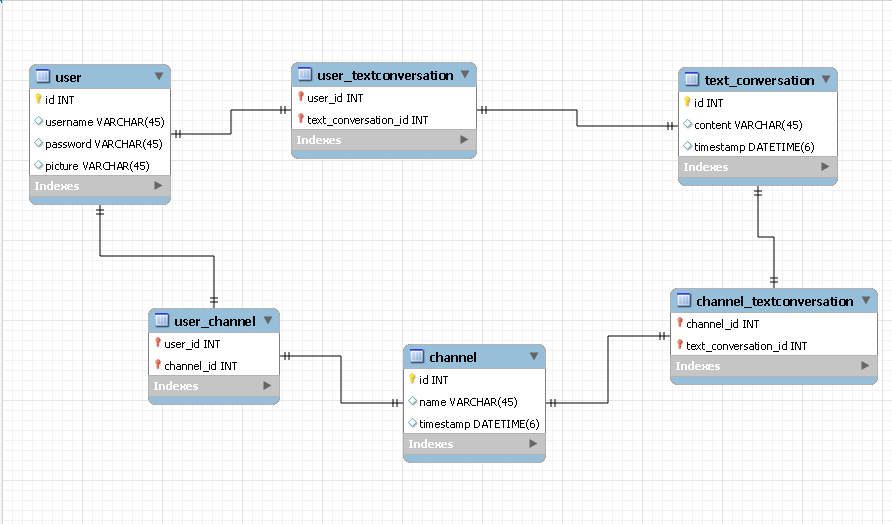 user
id INT
username VARCHAR(45)
password VARCHAR(45)
picture VARCHAR(45)
Indexes
user_textconversation
user_id INT
text_conversation_id INT
Indexes
text_conversation
id INT
content VARCHAR(45)
timestamp DATETIME(6)
Indexes
user_channel
user_id INT
channel_id INT
Indexes
channel
id INT
name VARCHAR(45)
timestamp DATETIME(6)
Indexes
channel_textconversation
channel_id INT
text_conversation_id INT
Indexes